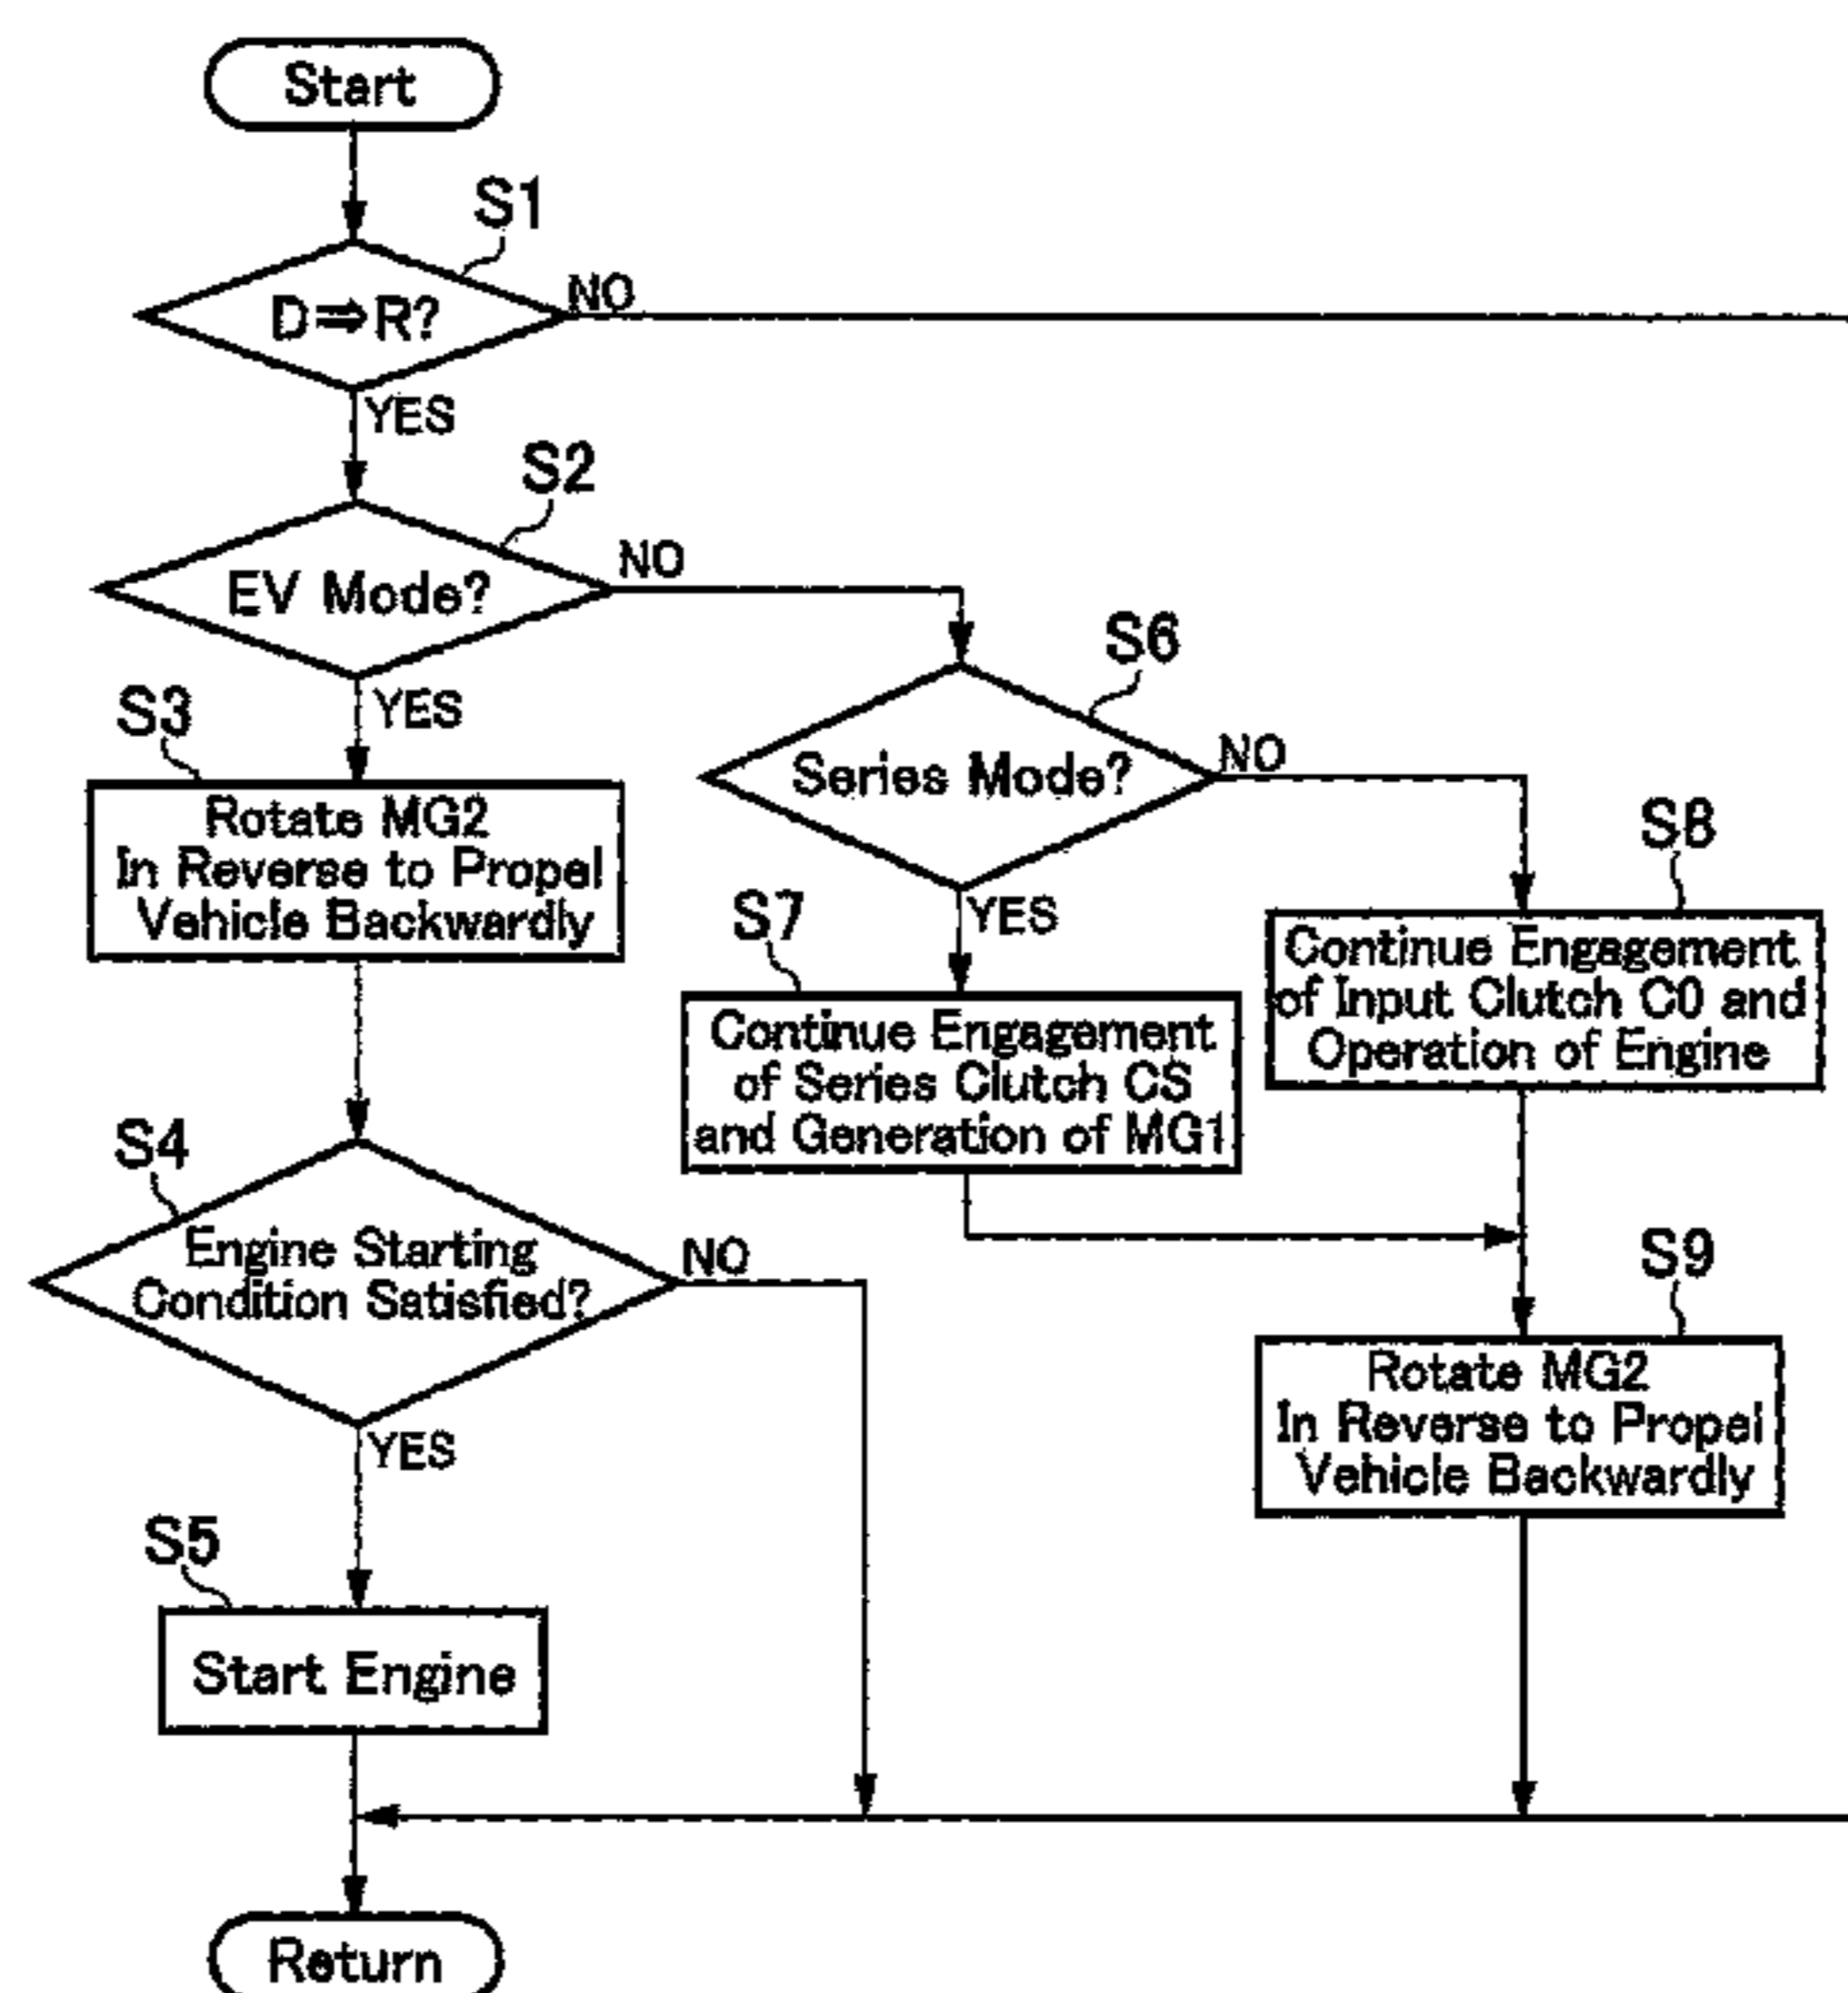 Start
S1
D⇒R?
NO
YES
S2
EV Mode?
NO
YES
S6
Series Mode?
NO
YES
S3
Rotate MG2
In Reverse to Propel
Vehicle Backwardly
S8
Continue Engagement
of Input Clutch C0 and
Operation of Engine
S7
Continue Engagement
of Series Clutch CS
and Generation of MG1
S4
Engine Starting
Condition Satisfied?
NO
YES
S9
Rotate MG2
In Reverse to Propel
Vehicle Backwardly
S5
Start Engine
Return